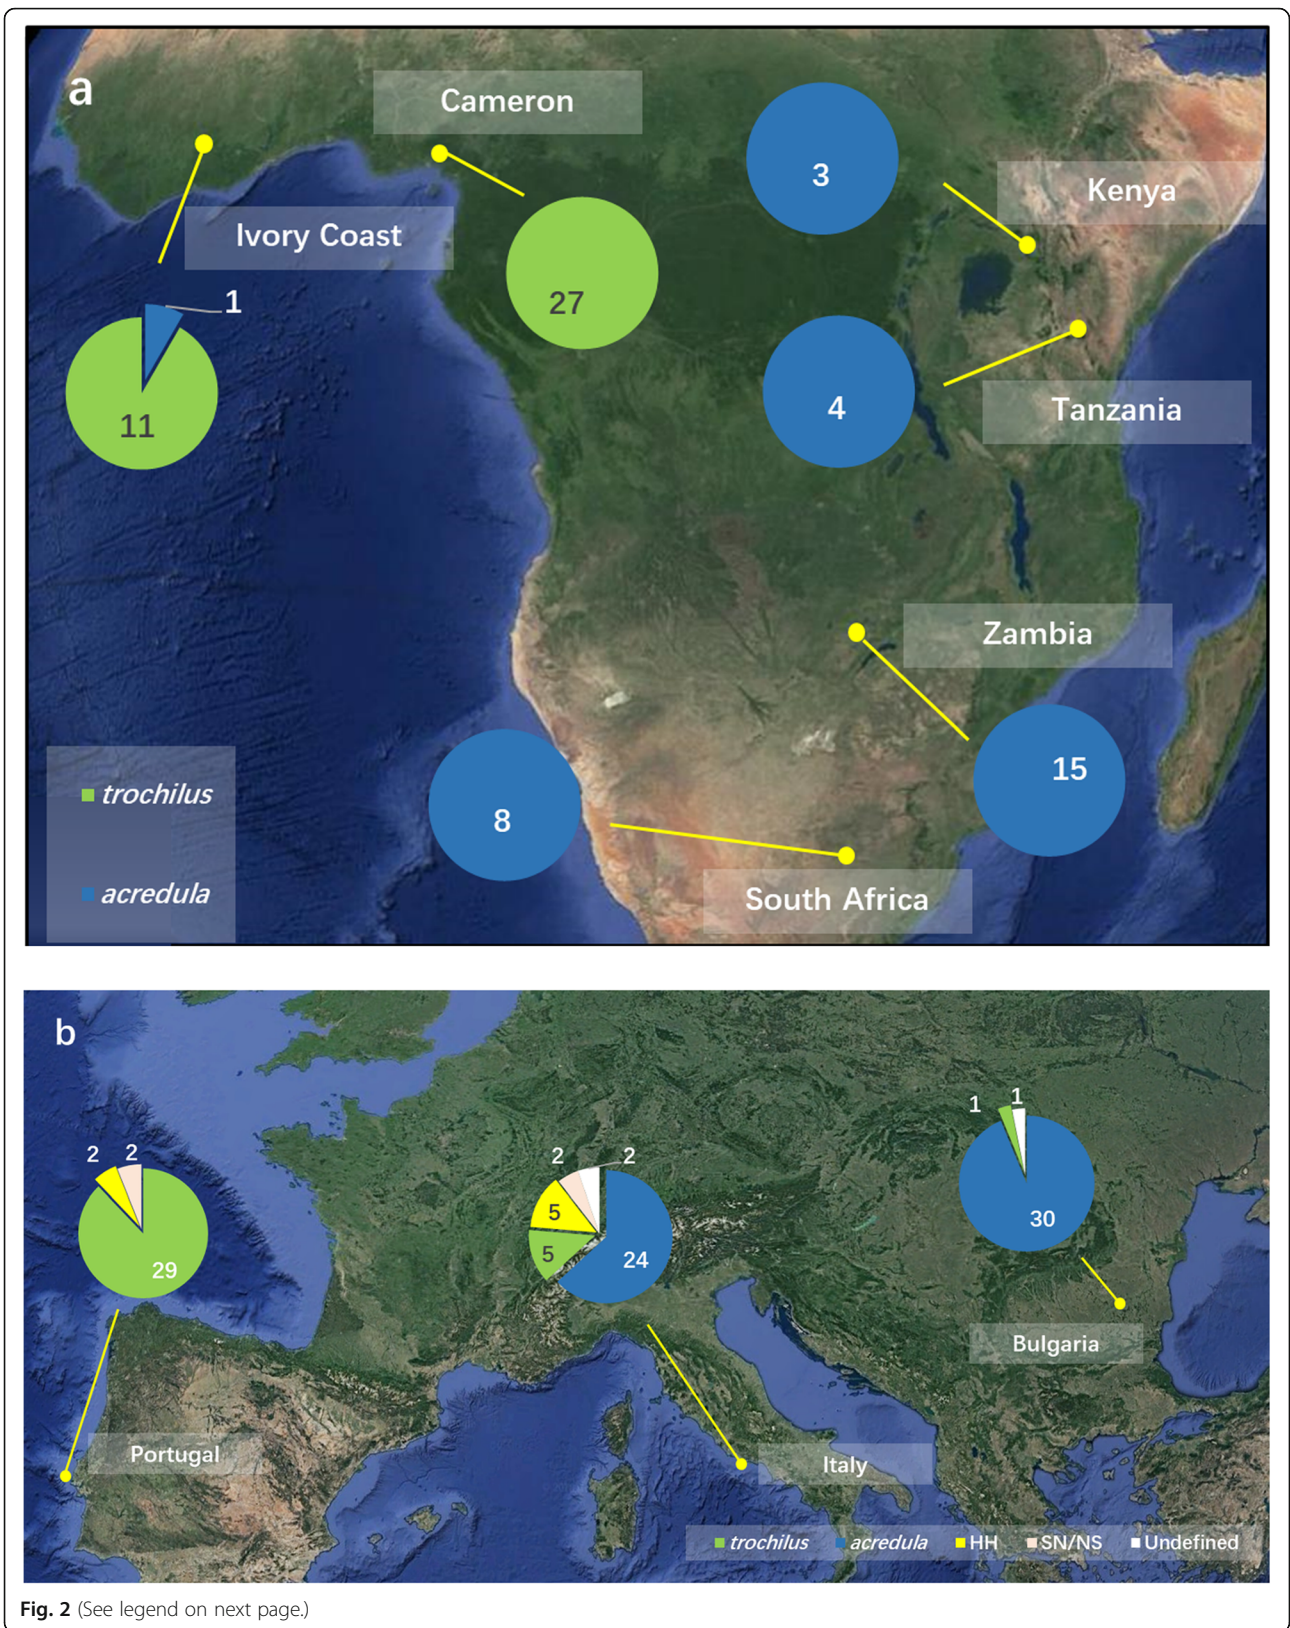 a
Cameron
3
Kenya
Ivory Coast
27
1
11
4
Tanzania
Zambia
15
8
South Africa
trochilus
acredula
b
1
1
2
2
2
2
5
30
29
5
24
Bulgaria
Portugal
Italy
trochilus acredula HH SN/NS Undefined
Fig. 2 (See legend on next page.)